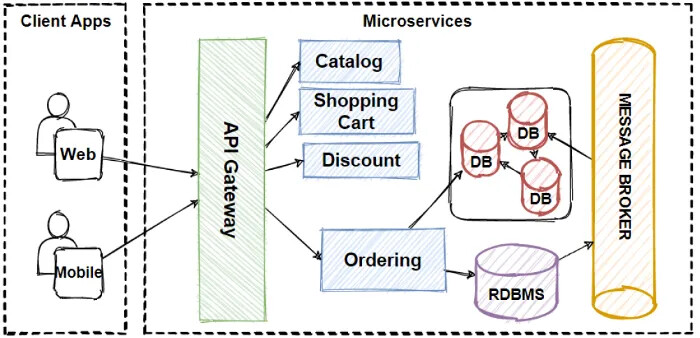 Client Apps
Microservices
Web
Mobile
API Gateway
Catalog
Shopping
Cart
Discount
Ordering
DB
DB
DB
RDBMS
MESSAGE BROKER